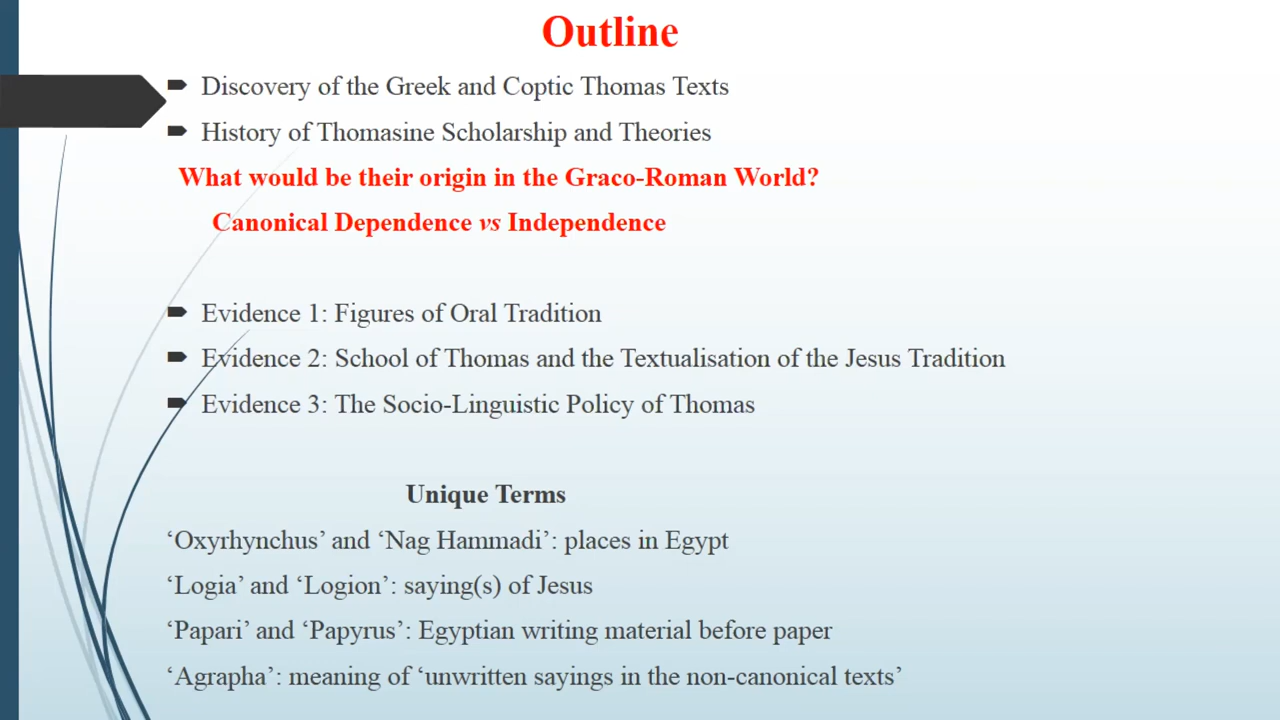 Outline
Discovery of the Greek and Coptic Thomas Texts
History of Thomasine Scholarship and Theories
What would be their origin in the Graco-Roman World?
Canonical Dependence vs Independence
Evidence 1: Figures of Oral Tradition
Evidence 2: School of Thomas and the Textualisation of the Jesus Tradition
Evidence 3: The Socio-Linguistic Policy of Thomas
Unique Terms
‘Oxyrhynchus’ and ‘Nag Hammadi’: places in Egypt
‘Logia’ and ‘Logion’: saying(s) of Jesus
‘Papari’ and ‘Papyrus’: Egyptian writing material before paper
‘Agrapha’: meaning of ‘unwritten sayings in the non-canonical texts’